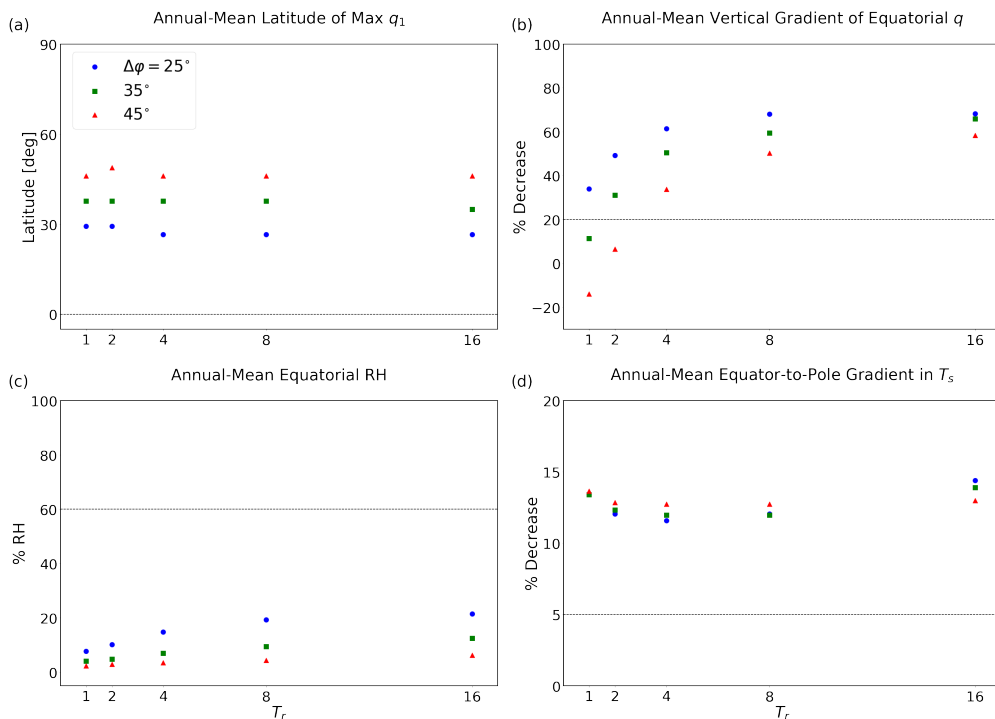 (a)
Annual-Mean Latitude of Max q₁
90
60
30
0
Latitude [deg]
Δφ = 25°
35°
45°
1 2 4 8 16
(b)
Annual-Mean Vertical Gradient of Equatorial q
100
80
60
40
20
0
−20
% Decrease
1 2 4 8 16
(c)
Annual-Mean Equatorial RH
100
80
60
40
20
0
% RH
1 2 4 8 16
T_r
(d)
Annual-Mean Equator-to-Pole Gradient in T_s
20
15
10
5
0
% Decrease
1 2 4 8 16
T_r